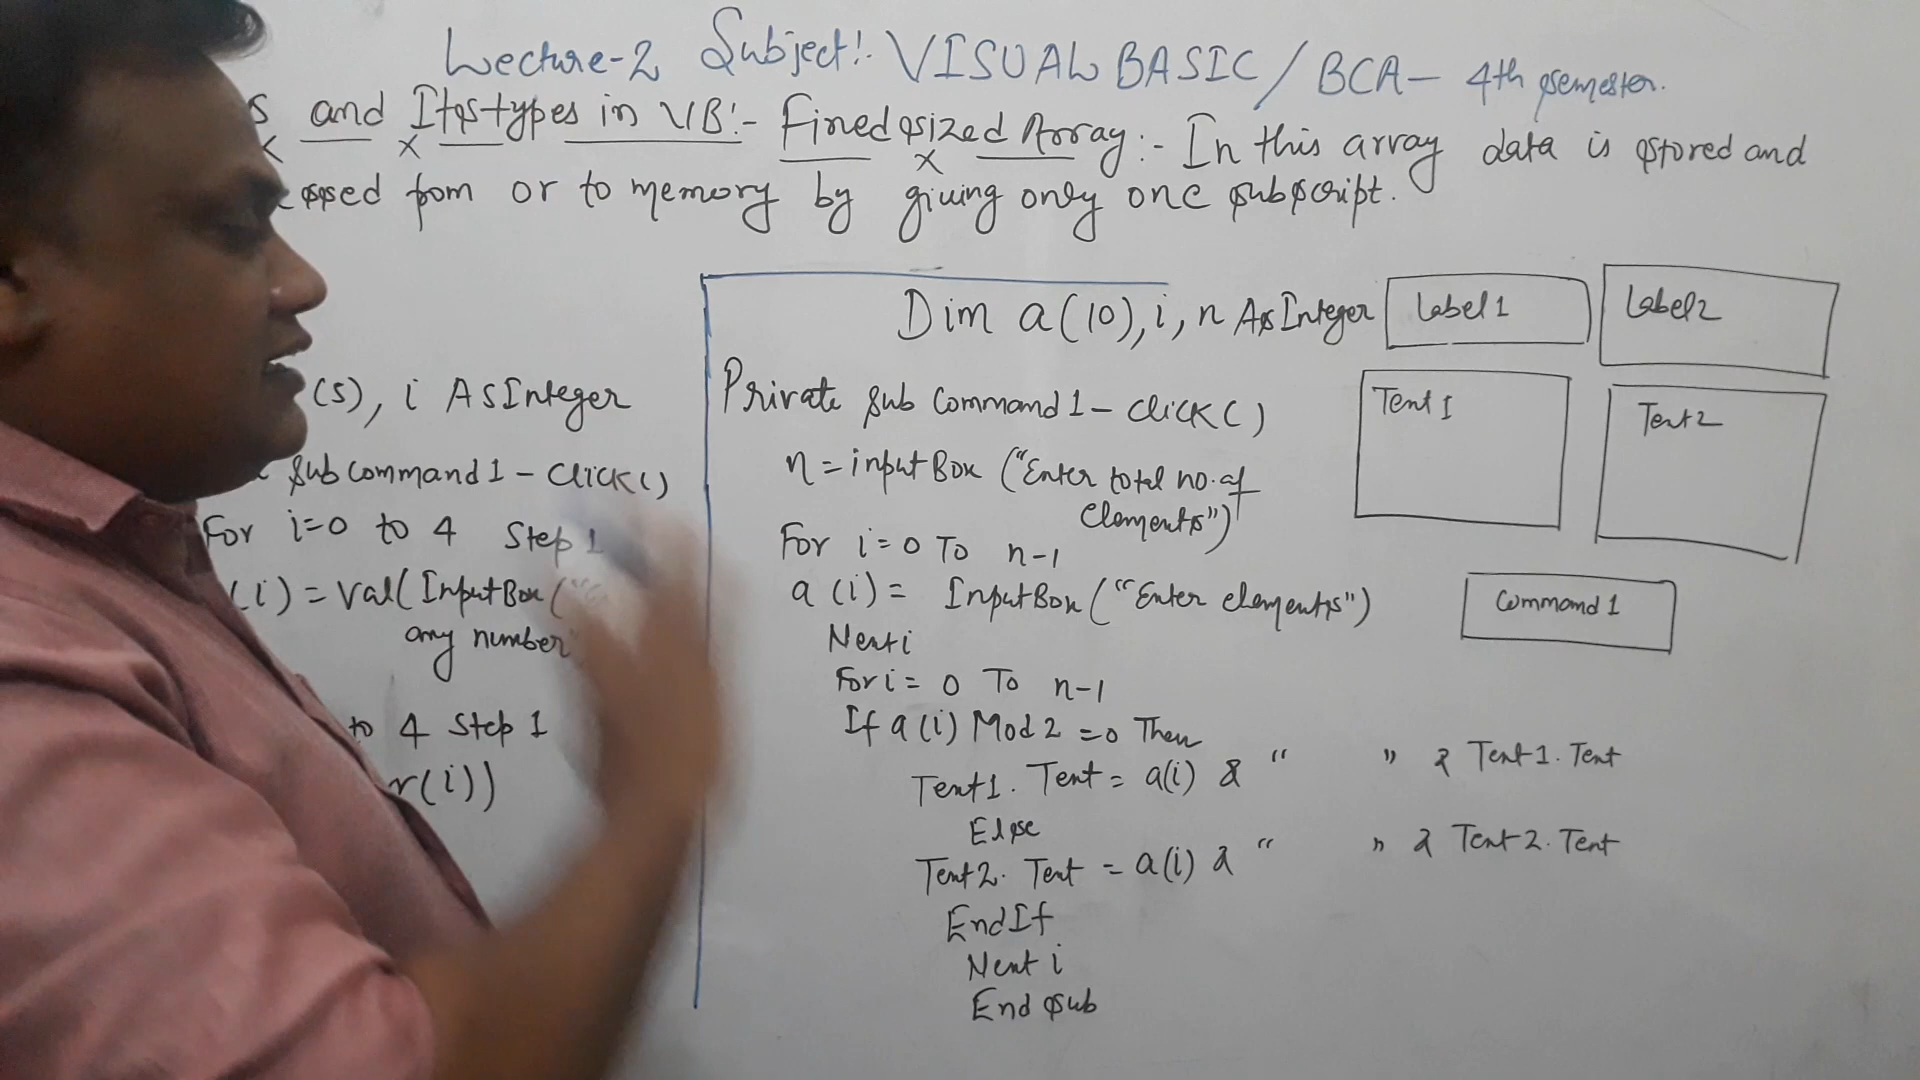 Lecture-2 Subject:- VISUAL BASIC / BCA- 4th semester.
s and Its types in VB:- Fixed sized Array:- In this array data is stored and
essed from or to memory by giving only one subscript.
Dim a(10), i, n As Integer
Label1
Label2
(5), i As Integer
sub command1-click()
For i=0 to 4 Step 1
(i) = val(InputBox("
any number
to 4 step 1
r(i))
Private sub Command1-click()
n = inputBox ("Enter total no. of
elements")
For i=0 To n-1
a(i) = InputBox("Enter elements")
Next i
For i= 0 To n-1
If a(i) Mod 2 =0 Then
Text1. Text = a(i) & " " & Text1. Text
Else
Text2. Text = a(i) & " " & Text2. Text
End If
Next i
End sub
Text1
Text2
Command1